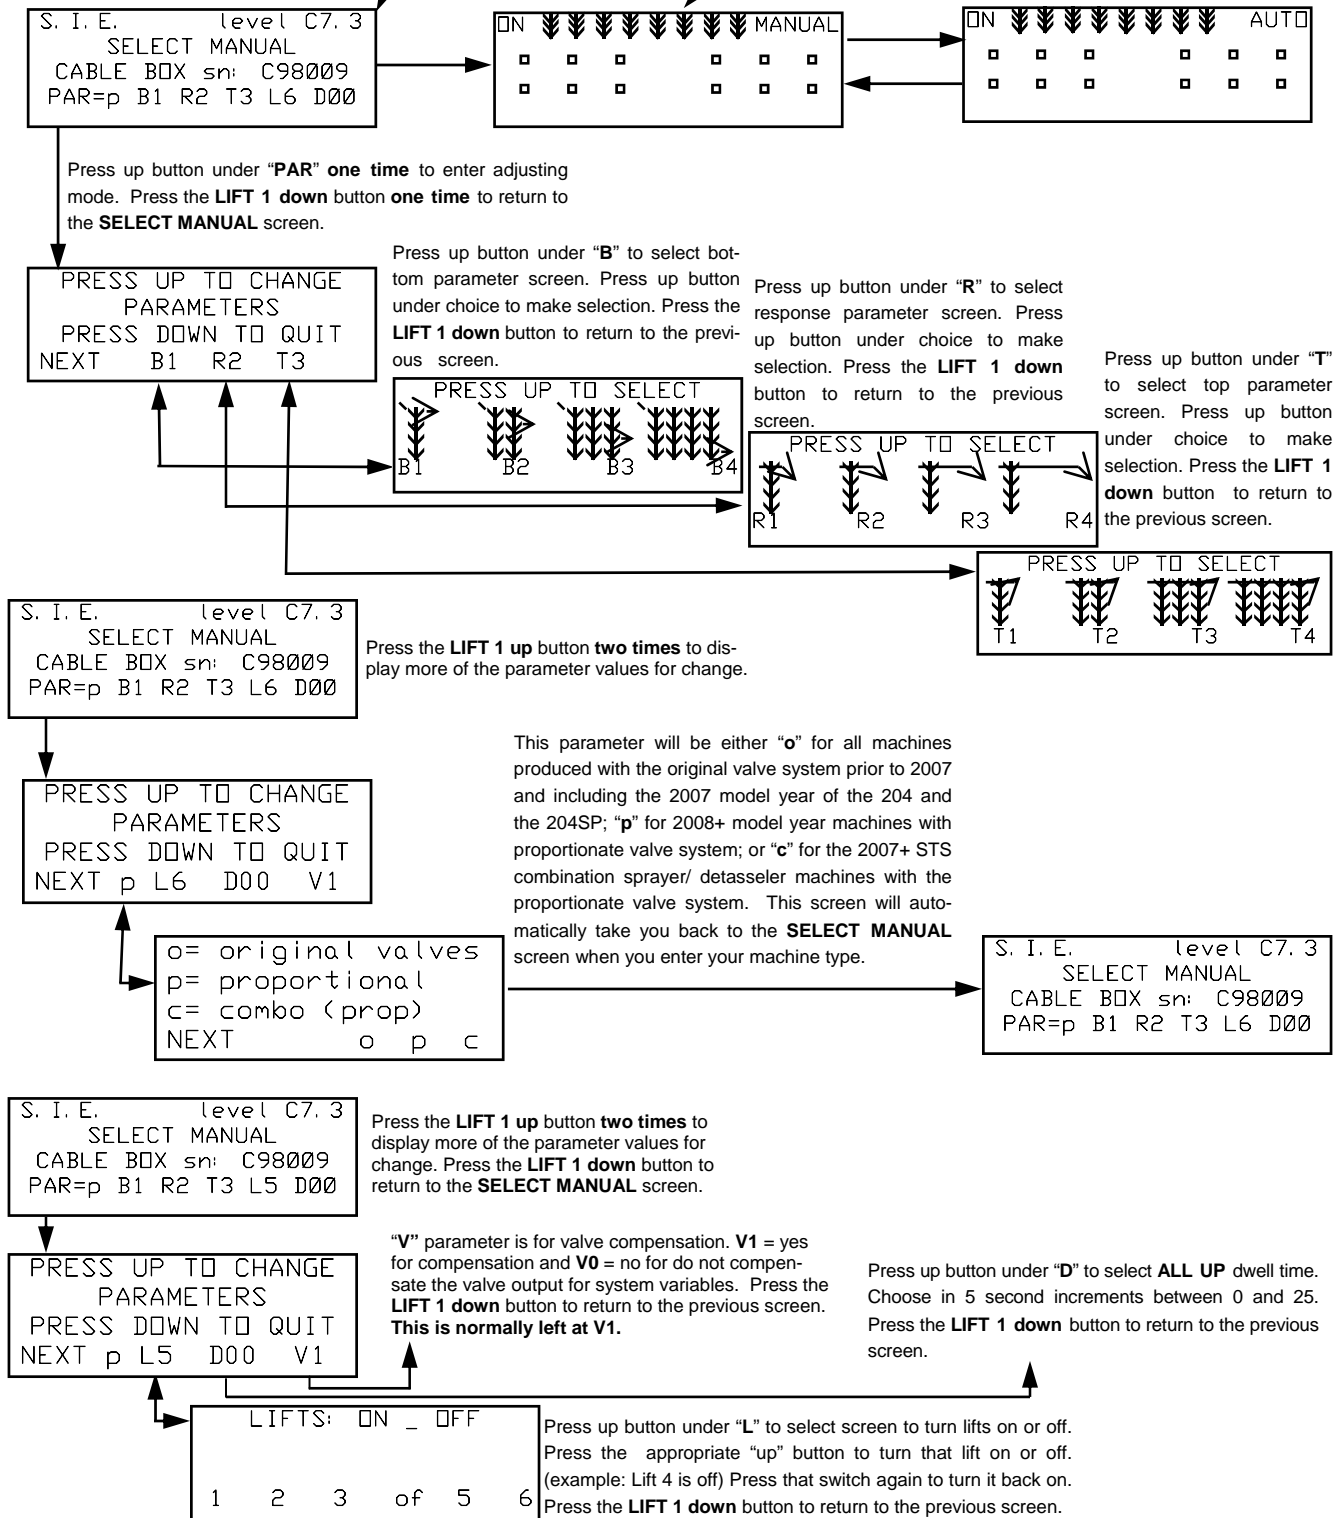 S. I. E. level C7. 3
SELECT MANUAL
CABLE BOX sn: C98009
PAR=p B1 R2 T3 L6 D00
ON MANUAL
ON AUTO
Press up button under “PAR” one time to enter adjusting
mode. Press the LIFT 1 down button one time to return to
the SELECT MANUAL screen.
PRESS UP TO CHANGE
PARAMETERS
PRESS DOWN TO QUIT
NEXT B1 R2 T3
Press up button under “B” to select bot-
tom parameter screen. Press up button
under choice to make selection. Press the
LIFT 1 down button to return to the previ-
ous screen.
PRESS UP TO SELECT
B1 B2 B3 B4
Press up button under “R” to select
response parameter screen. Press
up button under choice to make
selection. Press the LIFT 1 down
button to return to the previous
screen.
PRESS UP TO SELECT
R1 R2 R3 R4
Press up button under “T”
to select top parameter
screen. Press up button
under choice to make
selection. Press the LIFT 1
down button to return to
the previous screen.
PRESS UP TO SELECT
T1 T2 T3 T4
S. I. E. level C7. 3
SELECT MANUAL
CABLE BOX sn: C98009
PAR=p B1 R2 T3 L6 D00
Press the LIFT 1 up button two times to dis-
play more of the parameter values for change.
PRESS UP TO CHANGE
PARAMETERS
PRESS DOWN TO QUIT
NEXT p L6 D00 V1
This parameter will be either “o” for all machines
produced with the original valve system prior to 2007
and including the 2007 model year of the 204 and
the 204SP; “p” for 2008+ model year machines with
proportionate valve system; or “c” for the 2007+ STS
combination sprayer/ detasseler machines with the
proportionate valve system. This screen will auto-
matically take you back to the SELECT MANUAL
screen when you enter your machine type.
o= original valves
p= proportional
c= combo (prop)
NEXT o p c
S. I. E. level C7. 3
SELECT MANUAL
CABLE BOX sn: C98009
PAR=p B1 R2 T3 L6 D00
S. I. E. level C7. 3
SELECT MANUAL
CABLE BOX sn: C98009
PAR=p B1 R2 T3 L5 D00
Press the LIFT 1 up button two times to
display more of the parameter values for
change. Press the LIFT 1 down button to
return to the SELECT MANUAL screen.
PRESS UP TO CHANGE
PARAMETERS
PRESS DOWN TO QUIT
NEXT p L5 D00 V1
“V” parameter is for valve compensation. V1 = yes
for compensation and V0 = no for do not compen-
sate the valve output for system variables. Press the
LIFT 1 down button to return to the previous screen.
This is normally left at V1.
Press up button under “D” to select ALL UP dwell time.
Choose in 5 second increments between 0 and 25.
Press the LIFT 1 down button to return to the previous
screen.
LIFTS: ON _ OFF
1 2 3 of 5 6
Press up button under “L” to select screen to turn lifts on or off.
Press the appropriate “up” button to turn that lift on or off.
(example: Lift 4 is off) Press that switch again to turn it back on.
Press the LIFT 1 down button to return to the previous screen.